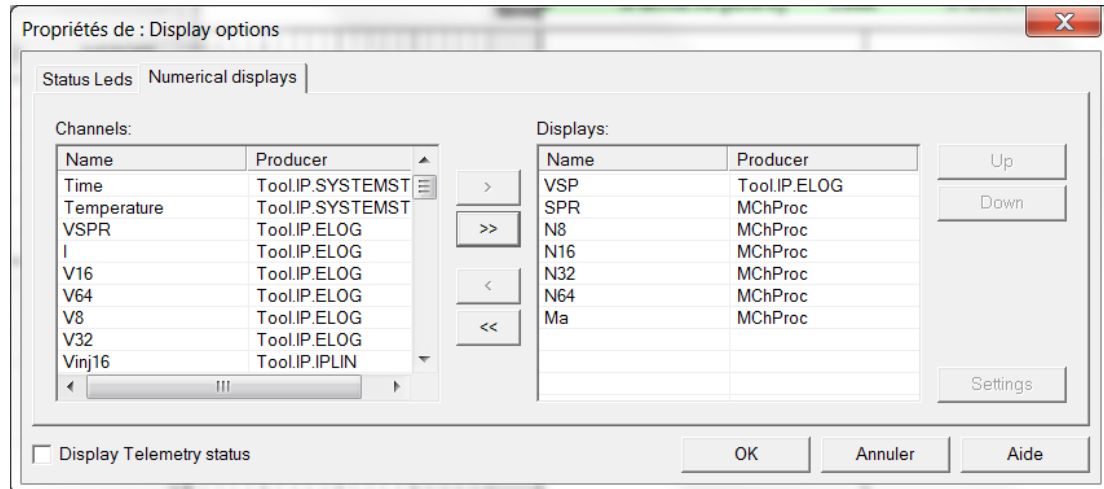 Propriétés de : Display options
Status Leds Numerical displays
Channels:
Name Producer
Time Tool.IP.SYSTEMST
Temperature Tool.IP.SYSTEMST
VSPR Tool.IP.ELOG
I Tool.IP.ELOG
V16 Tool.IP.ELOG
V64 Tool.IP.ELOG
V8 Tool.IP.ELOG
V32 Tool.IP.ELOG
Vinj16 Tool.IP.IPLIN
>
>>
<
<<
Displays:
Name Producer
VSP Tool.IP.ELOG
SPR MChProc
N8 MChProc
N16 MChProc
N32 MChProc
N64 MChProc
Ma MChProc
Up
Down
Settings
Display Telemetry status
OK Annuler Aide